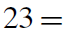 23 =